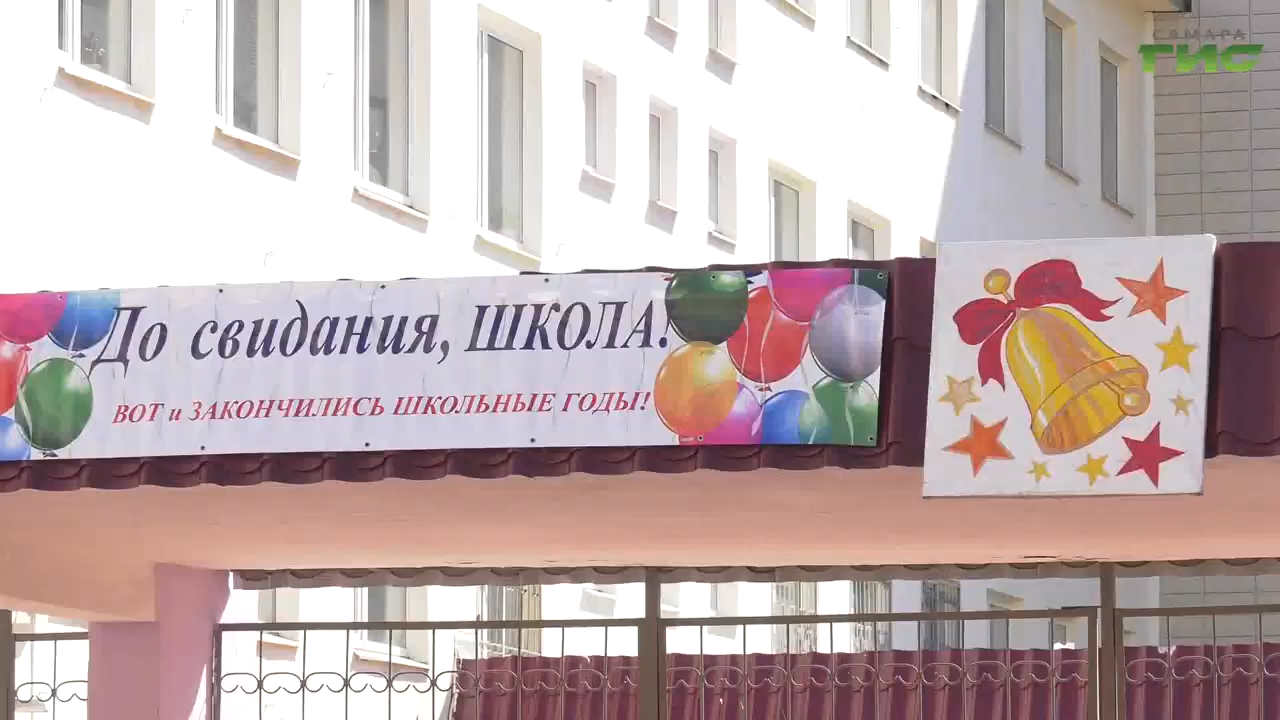 САМАРА
ГИС
До свидания, ШКОЛА!
ВОТ и ЗАКОНЧИЛИСЬ ШКОЛЬНЫЕ ГОДЫ!